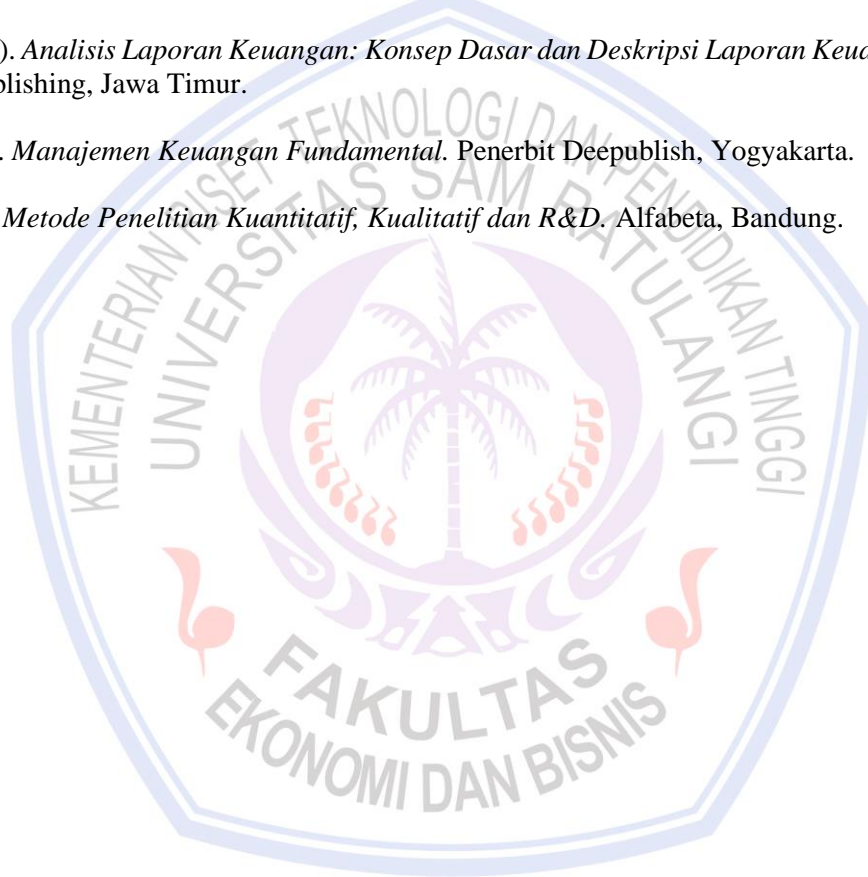 ). Analisis Laporan Keuangan: Konsep Dasar dan Deskripsi Laporan
blishing, Jawa Timur.
. Manajemen Keuangan Fundamental. Penerbit Deepublish, Yogyakarta.
Metode Penelitian Kuantitatif, Kualitatif dan R&D. Alfabeta, Bandung.
KEMENTERIAN RISET TEKNOLOGI DAN PENDIDIKAN TINGGI
UNIVERSITAS SAM RATULANGI
FAKULTAS
EKONOMI DAN BISNIS